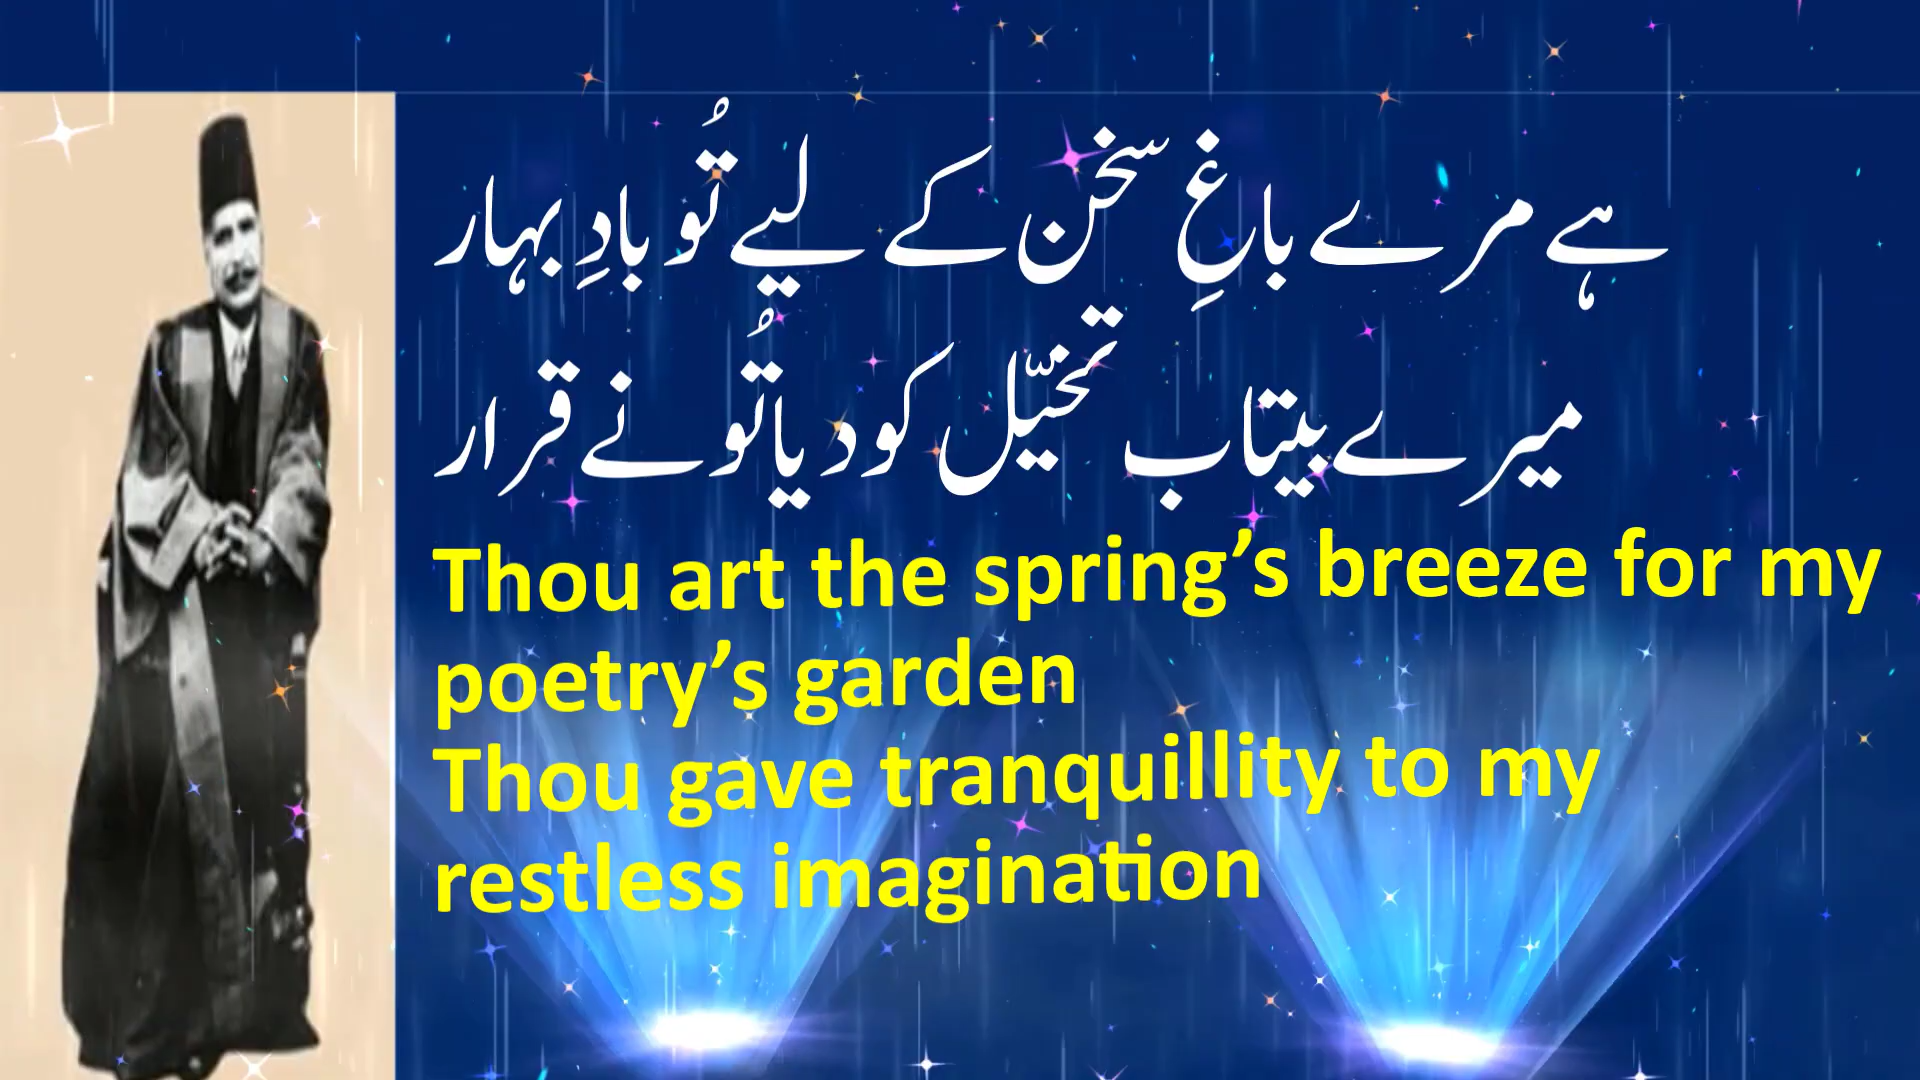 ہے مرے باغِ سخن کے لیے تُو بادِ بہار
میرے بیتاب تخیّل کو دیا تُو نے قرار
Thou art the spring’s breeze for my
poetry’s garden
Thou gave tranquillity to my
restless imagination